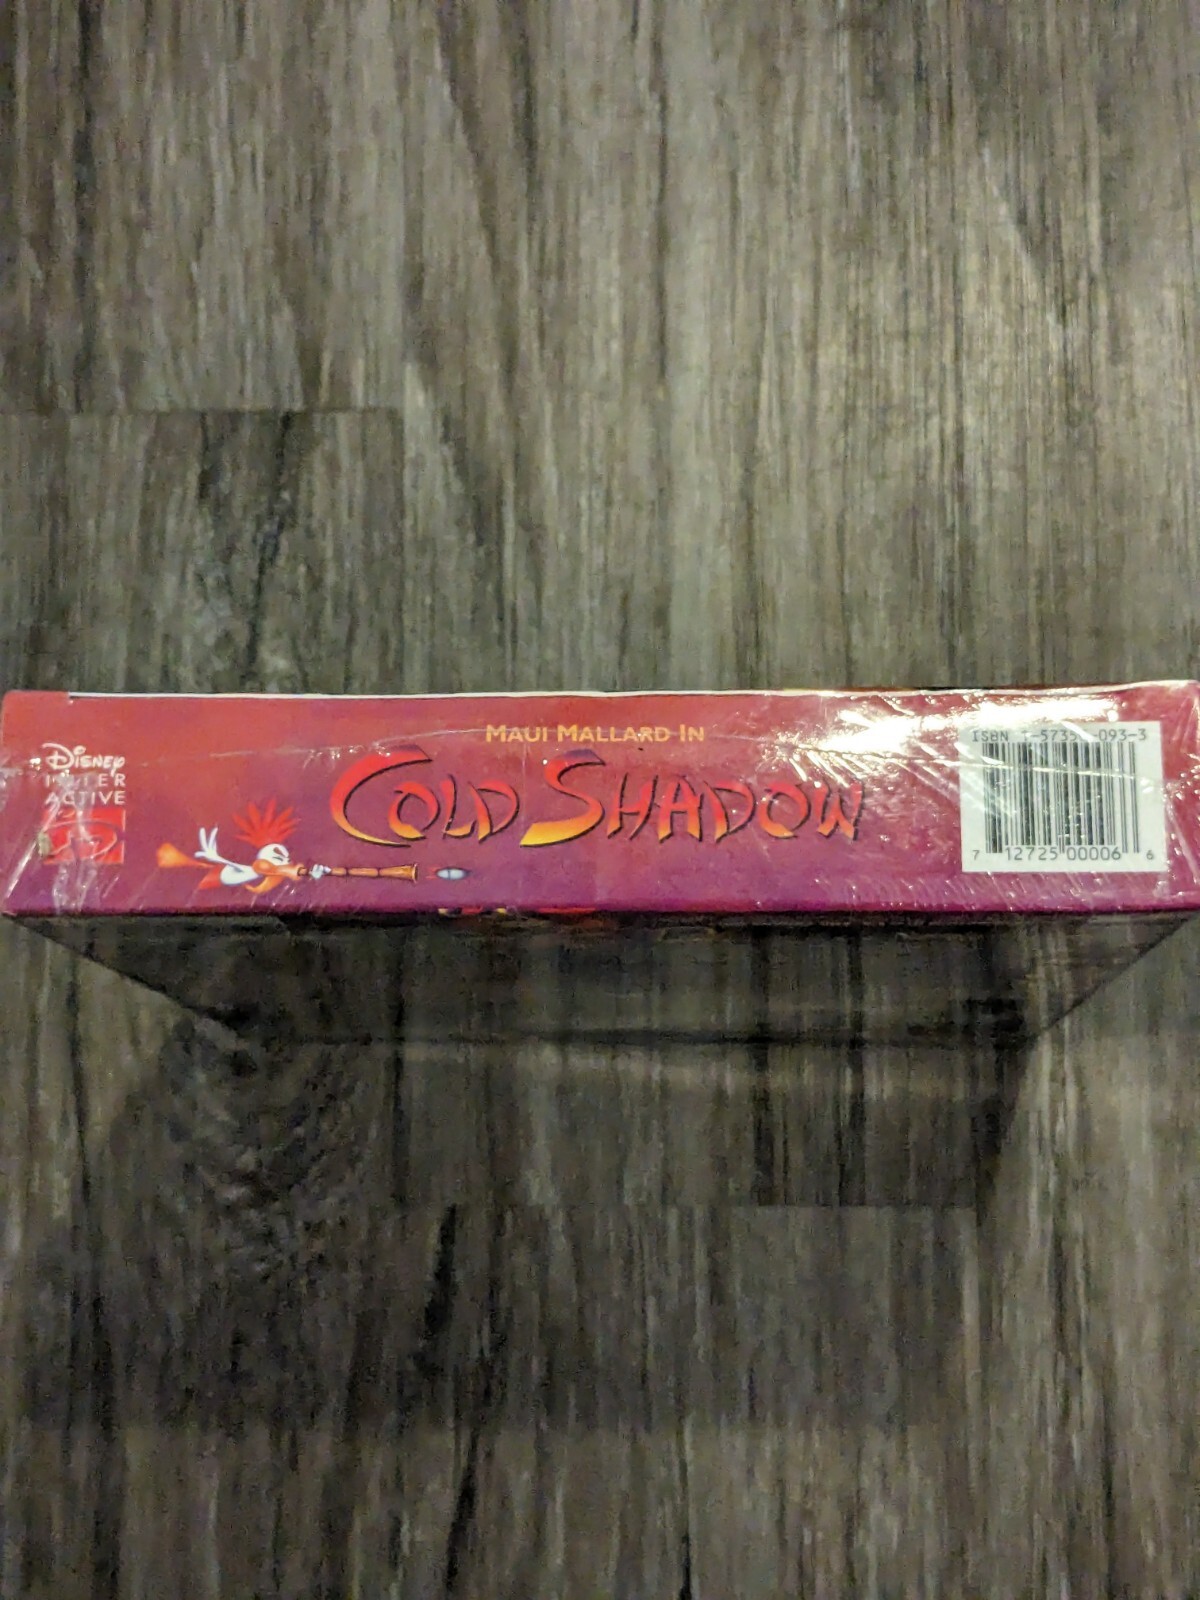 Disney
INTER
ACTIVE
MAUI MALLARD IN
COLD SHADOW
ISBN
7 12725 00006 6